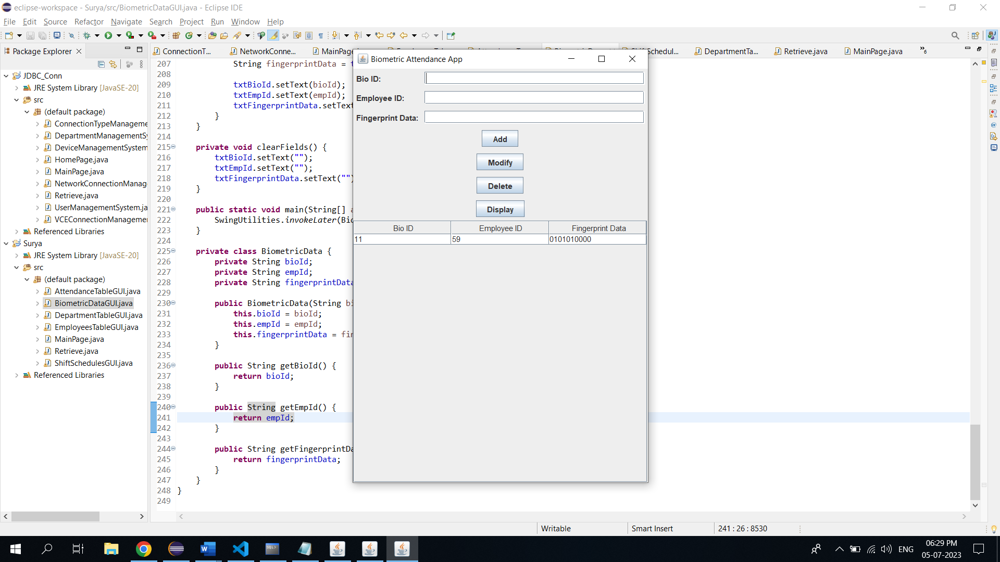 eclipse-workspace - Surya/src/BiometricDataGUI.java - Eclipse IDE
File Edit Source Refactor Navigate Search Project Run Window Help
Package Explorer
ConnectionT... NetworkConne... MainPage DepartmentTa... Retrieve.java MainPage.java 6
JDBC_Conn
JRE System Library [JavaSE-20]
src
(default package)
ConnectionTypeManageme
DepartmentManagementSy
DeviceManagementSystem
HomePage.java
MainPage.java
NetworkConnectionManag
Retrieve.java
UserManagementSystem.ja
VCEConnectionManagemer
Referenced Libraries
Surya
JRE System Library [JavaSE-20]
src
(default package)
AttendanceTableGUI.java
BiometricDataGUI.java
DepartmentTableGUI.java
EmployeesTableGUI.java
MainPage.java
Retrieve.java
ShiftSchedulesGUI.java
Referenced Libraries
207 String fingerprintData = t
208
209 txtBioId.setText(bioId);
210 txtEmpId.setText(empId);
211 txtFingerprintData.setText
212 }
213 }
214
215 private void clearFields() {
216 txtBioId.setText("");
217 txtEmpId.setText("");
218 txtFingerprintData.setText("")
219 }
220
221 public static void main(String[] a
222 SwingUtilities.invokeLater(Bio
223 }
224
225 private class BiometricData {
226 private String bioId;
227 private String empId;
228 private String fingerprintData
229
230 public BiometricData(String bi
231 this.bioId = bioId;
232 this.empId = empId;
233 this.fingerprintData = fin
234 }
235
236 public String getBioId() {
237 return bioId;
238 }
239
240 public String getEmpId() {
241 return empId;
242 }
243
244 public String getFingerprintDa
245 return fingerprintData;
246 }
247 }
248 }
249
Biometric Attendance App
Bio ID:
Employee ID:
Fingerprint Data:
Add
Modify
Delete
Display
Bio ID Employee ID Fingerprint Data
11 59 0101010000
Writable Smart Insert 241 : 26 : 8530
ENG 06:29 PM
05-07-2023